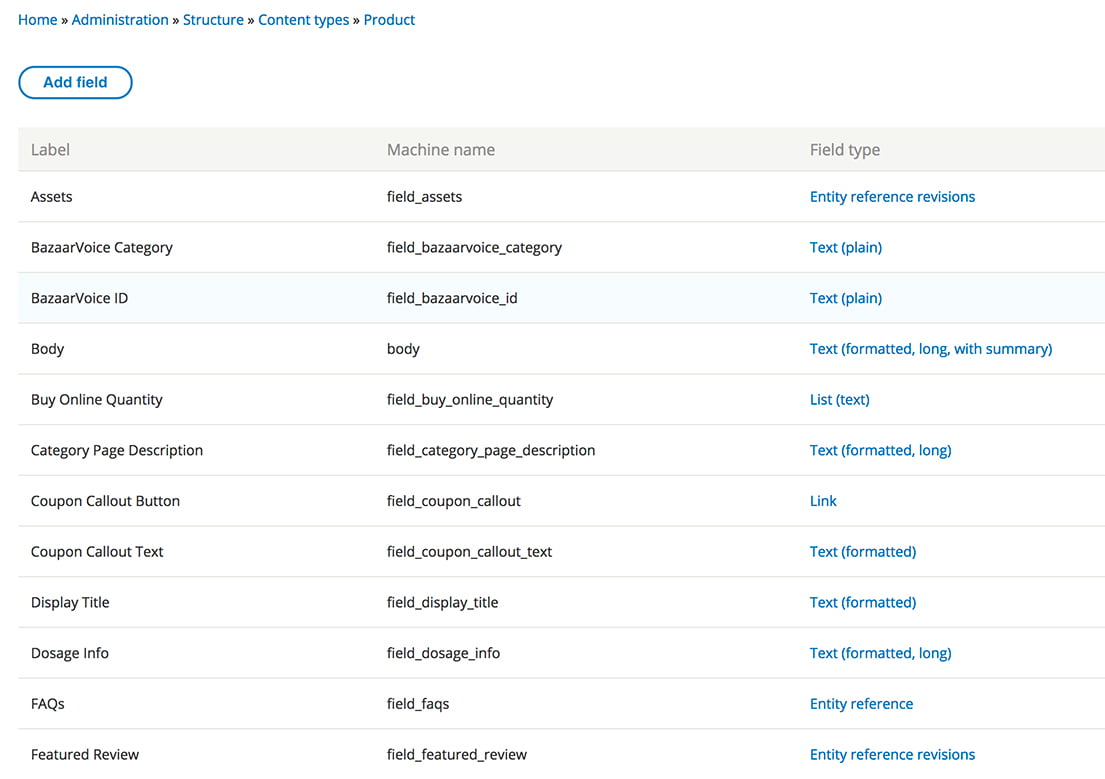 Home » Administration » Structure » Content types » Product
Add field
Label Machine name Field type
Assets field_assets Entity reference revisions
BazaarVoice Category field_bazaarvoice_category Text (plain)
BazaarVoice ID field_bazaarvoice_id Text (plain)
Body body Text (formatted, long, with summary)
Buy Online Quantity field_buy_online_quantity List (text)
Category Page Description field_category_page_description Text (formatted, long)
Coupon Callout Button field_coupon_callout Link
Coupon Callout Text field_coupon_callout_text Text (formatted)
Display Title field_display_title Text (formatted)
Dosage Info field_dosage_info Text (formatted, long)
FAQs field_faqs Entity reference
Featured Review field_featured_review Entity reference revisions